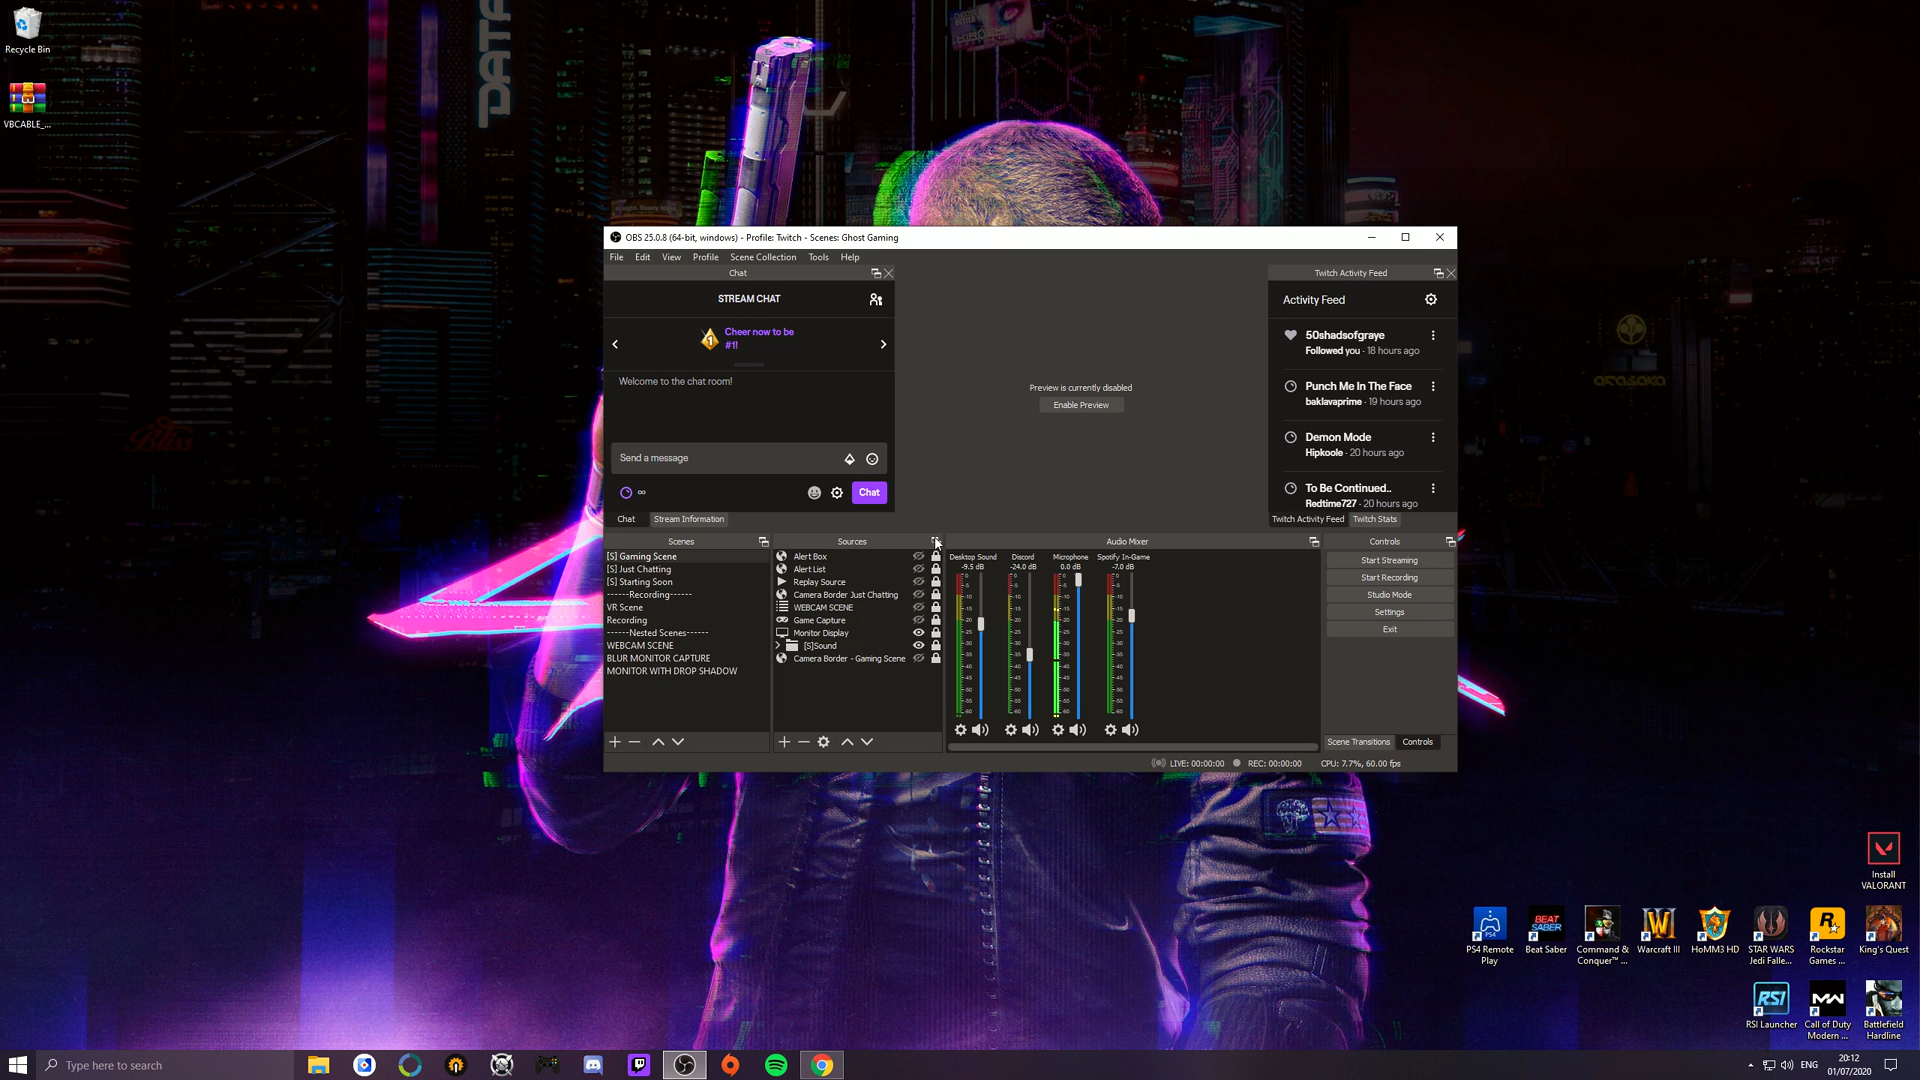 Recycle Bin
VBCABLE_...
DATA
OBS 25.0.8 (64-bit, windows) - Profile: Twitch - Scenes: Ghost Gaming
File Edit View Profile Scene Collection Tools Help
Chat
STREAM CHAT
Cheer now to be
#1!
1
Welcome to the chat room!
Send a message
Chat
Chat Stream Information
Preview is currently disabled
Enable Preview
Twitch Activity Feed
Activity Feed
50shadsofgraye
Followed you · 18 hours ago
Punch Me In The Face
baklavaprime · 19 hours ago
Demon Mode
Hipkoole · 20 hours ago
To Be Continued..
Redtime727 · 20 hours ago
Twitch Activity Feed Twitch Stats
Scenes
[S] Gaming Scene
[S] Just Chatting
[S] Starting Soon
------Recording------
VR Scene
Recording
------Nested Scenes------
WEBCAM SCENE
BLUR MONITOR CAPTURE
MONITOR WITH DROP SHADOW
Sources
Alert Box
Alert List
Replay Source
Camera Border Just Chatting
WEBCAM SCENE
Game Capture
Monitor Display
[S]Sound
Camera Border - Gaming Scene
Audio Mixer
Desktop Sound Discord Microphone Spotify In-Game
-9.5 dB -24.0 dB 0.0 dB -7.0 dB
Controls
Start Streaming
Start Recording
Studio Mode
Settings
Exit
Scene Transitions Controls
LIVE: 00:00:00 REC: 00:00:00 CPU: 7.7%, 60.00 fps
arasaka
Install
VALORANT
PS4 Remote
Play
BEAT
SABER
Beat Saber
Command &
Conquer™ ...
Warcraft III
HoMM3 HD
STAR WARS
Jedi Falle...
Rockstar
Games ...
King's Quest
RSI
RSI Launcher
MW
Call of Duty
Modern ...
Battlefield
Hardline
Type here to search
ENG
20:12
01/07/2020